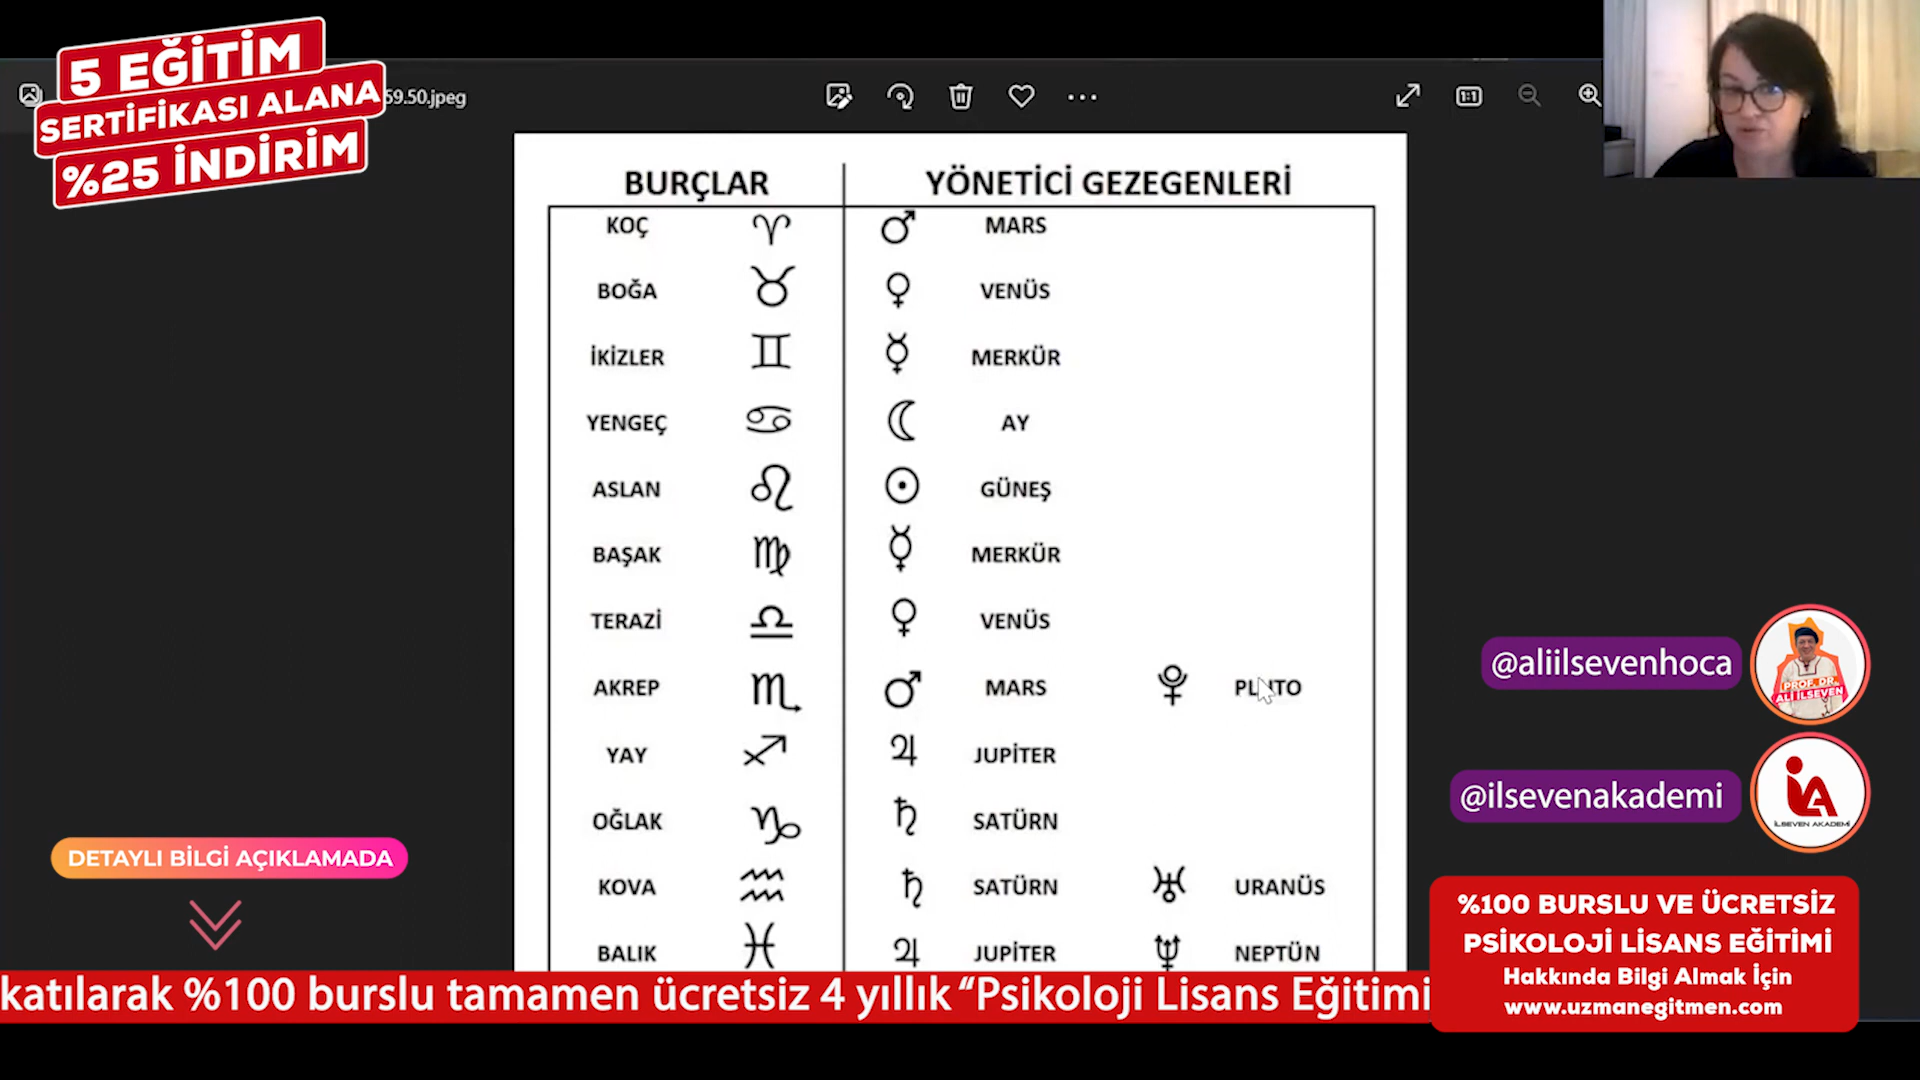 5 EĞİTİM
SERTİFİKASI ALANA
%25 İNDİRİM
59.50.jpeg
1:1
BURÇLAR YÖNETİCİ GEZEGENLERİ
KOÇ ♈ ♂ MARS
BOĞA ♉ ♀ VENÜS
İKİZLER ♊ ☿ MERKÜR
YENGEÇ ♋ ☾ AY
ASLAN ♌ ☉ GÜNEŞ
BAŞAK ♍ ☿ MERKÜR
TERAZİ ♎ ♀ VENÜS
AKREP ♏ ♂ MARS ♇ PLUTO
YAY ♐ ♃ JUPİTER
OĞLAK ♑ ♄ SATÜRN
KOVA ♒ ♄ SATÜRN ♅ URANÜS
BALIK ♓ ♃ JUPİTER ♆ NEPTÜN
@aliilsevenhoca
PROF. DR.
ALİ İLSEVEN
@ilsevenakademi
İLSEVEN AKADEMİ
DETAYLI BİLGİ AÇIKLAMADA
%100 BURSLU VE ÜCRETSİZ
PSİKOLOJİ LİSANS EĞİTİMİ
Hakkında Bilgi Almak İçin
www.uzmanegitmen.com
katılarak %100 burslu tamamen ücretsiz 4 yıllık “Psikoloji Lisans Eğitimi